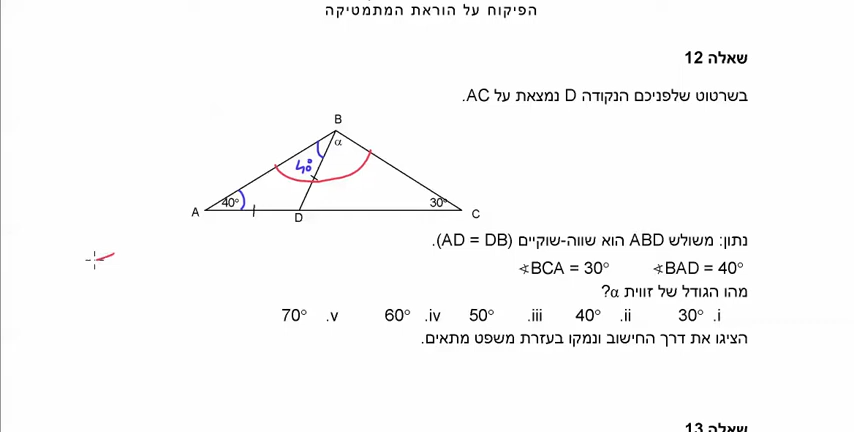 הפיקוח על הוראת המתמטיקה
שאלה 12
בשרטוט שלפניכם הנקודה D נמצאת על AC.
B
α
40°
40°
30°
A
D
C
נתון: משולש ABD הוא שווה-שוקיים (AD = DB).
∢BAD = 40° ∢BCA = 30°
מהו הגודל של זווית α?
i. 30° ii. 40° iii. 50° iv. 60° v. 70°
הציגו את דרך החישוב ונמקו בעזרת משפט מתאים.
שאלה 13